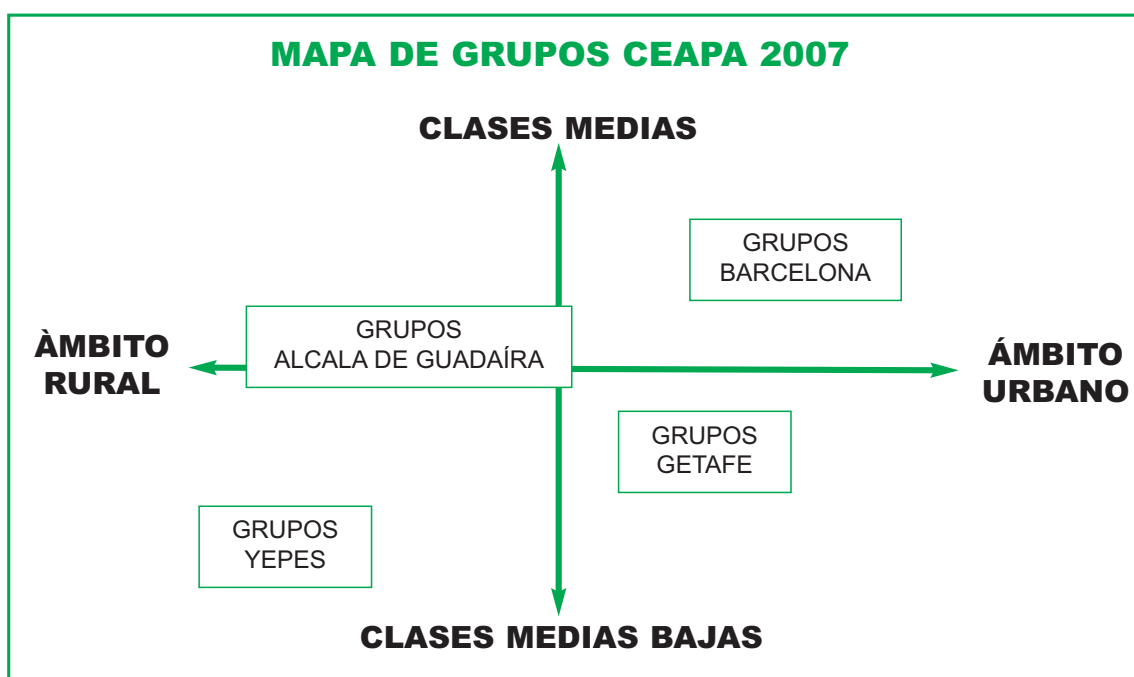 MAPA DE GRUPOS CEAPA 2007
CLASES MEDIAS
GRUPOS
BARCELONA
GRUPOS
ALCALA DE GUADAÍRA
ÀMBITO
RURAL
ÁMBITO
URBANO
GRUPOS
GETAFE
GRUPOS
YEPES
CLASES MEDIAS BAJAS